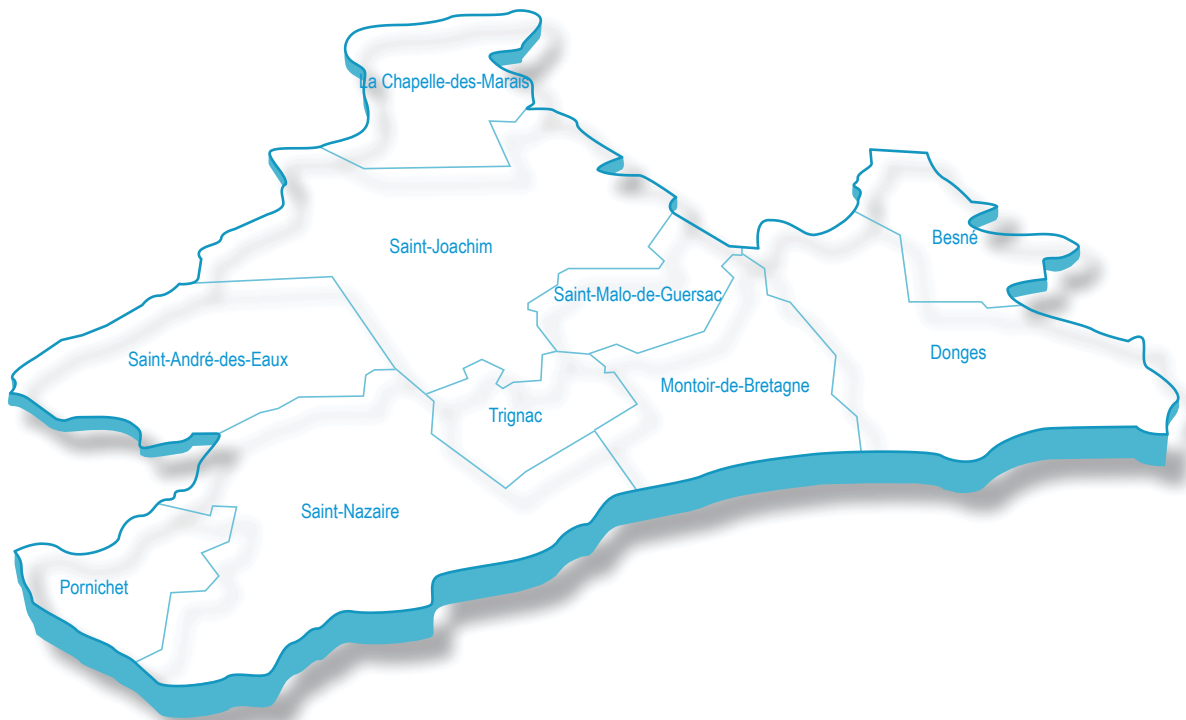 La Chapelle-des-Marais
Besné
Saint-Joachim
Saint-Malo-de-Guersac
Saint-André-des-Eaux
Donges
Montoir-de-Bretagne
Trignac
Saint-Nazaire
Pornichet